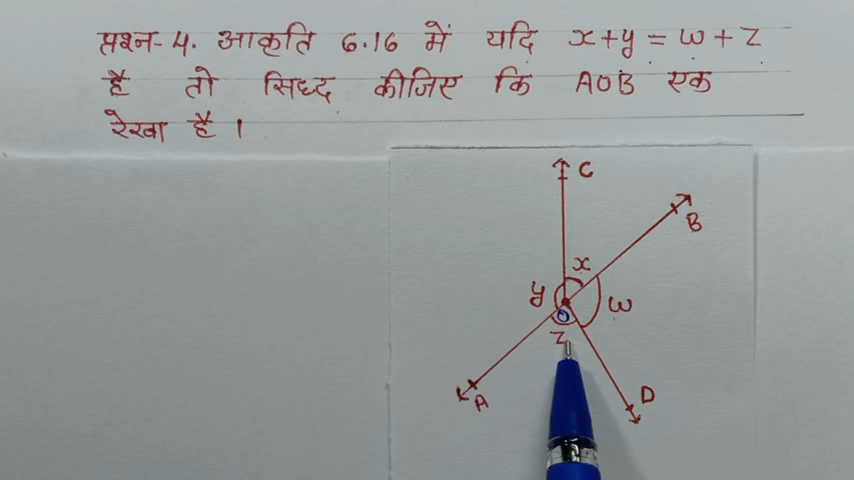 प्रश्न-4. आकृति 6.16 में यदि x+y = w+z
है तो सिध्द कीजिए कि AOB एक
रेखा है ।
C
B
x
y
O
w
z
A
D